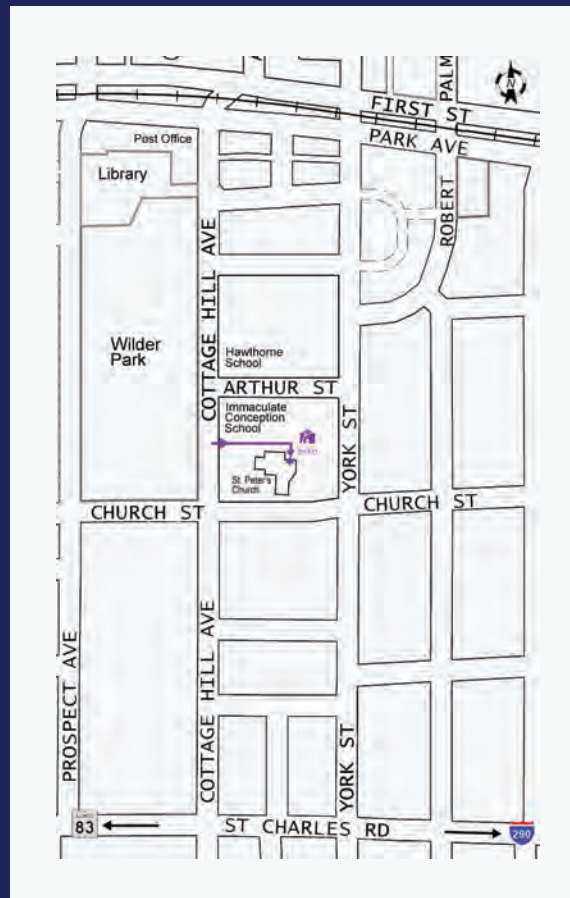 PALM
N
FIRST ST
PARK AVE
Post Office
Library
ROBERT
COTTAGE HILL AVE
Wilder
Park
Hawthorne
School
ARTHUR ST
Immaculate
Conception
School
YORK ST
St. Peter's
Church
CHURCH ST
CHURCH ST
PROSPECT AVE
COTTAGE HILL AVE
YORK ST
83
ST CHARLES RD
290